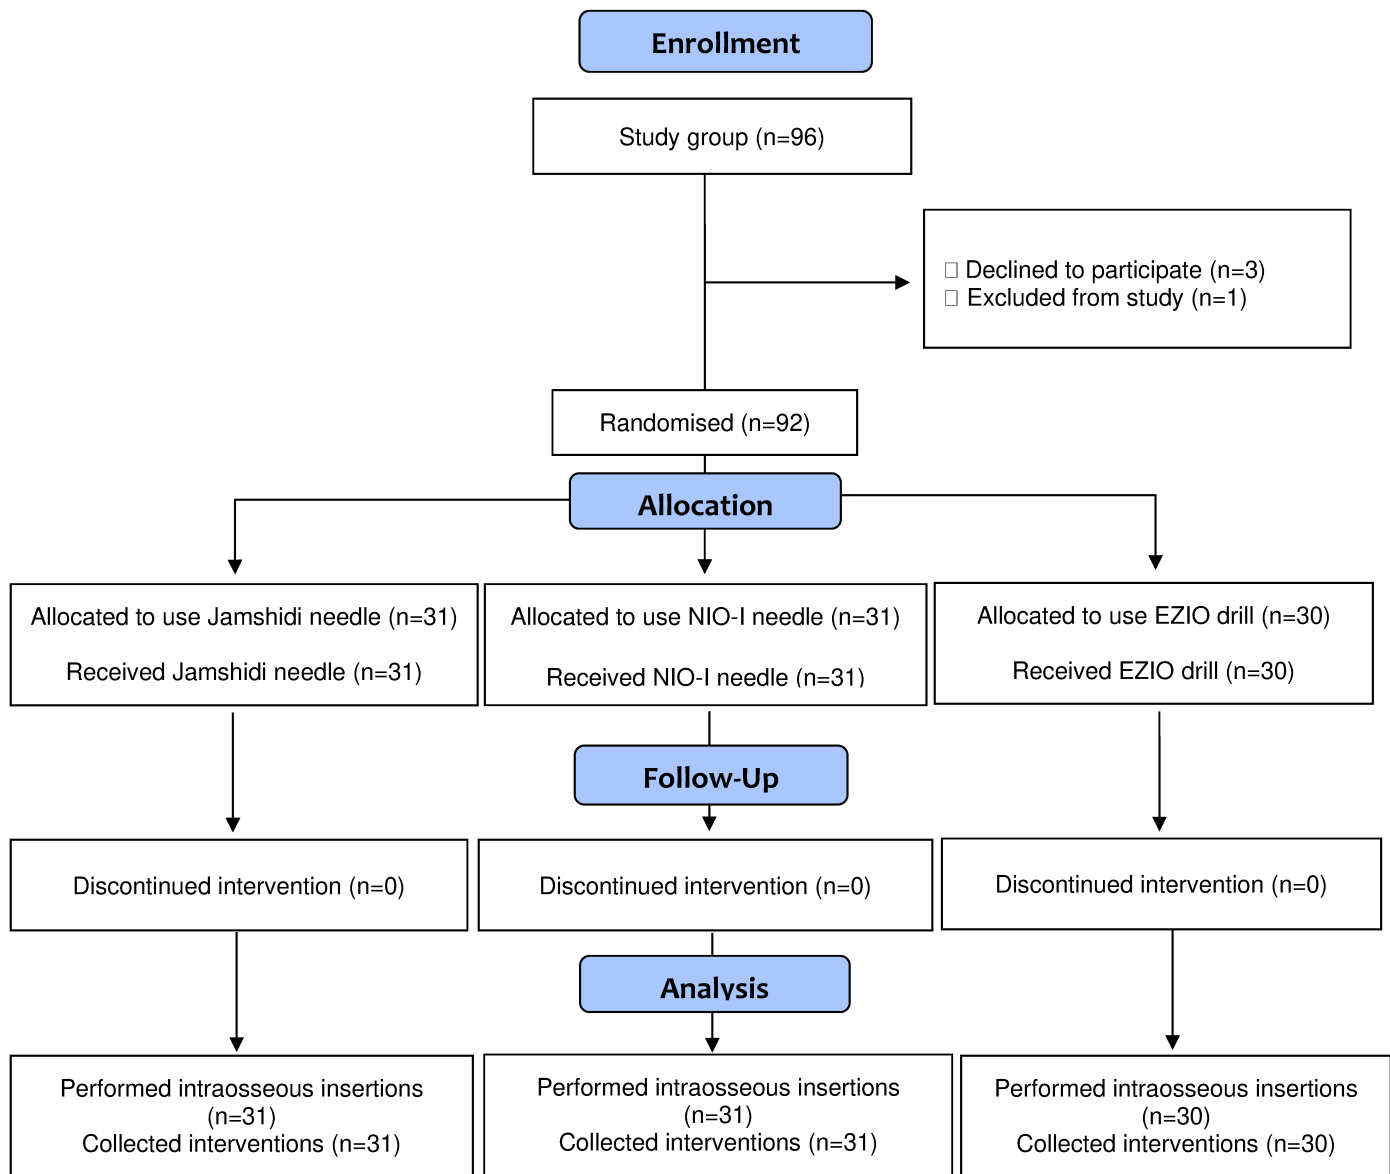 Enrollment
Study group (n=96)
Declined to participate (n=3)
Excluded from study (n=1)
Randomised (n=92)
Allocation
Allocated to use Jamshidi needle (n=31)
Received Jamshidi needle (n=31)
Allocated to use NIO-I needle (n=31)
Received NIO-I needle (n=31)
Allocated to use EZIO drill (n=30)
Received EZIO drill (n=30)
Follow-Up
Discontinued intervention (n=0)
Discontinued intervention (n=0)
Discontinued intervention (n=0)
Analysis
Performed intraosseous insertions
(n=31)
Collected interventions (n=31)
Performed intraosseous insertions
(n=31)
Collected interventions (n=31)
Performed intraosseous insertions
(n=30)
Collected interventions (n=30)